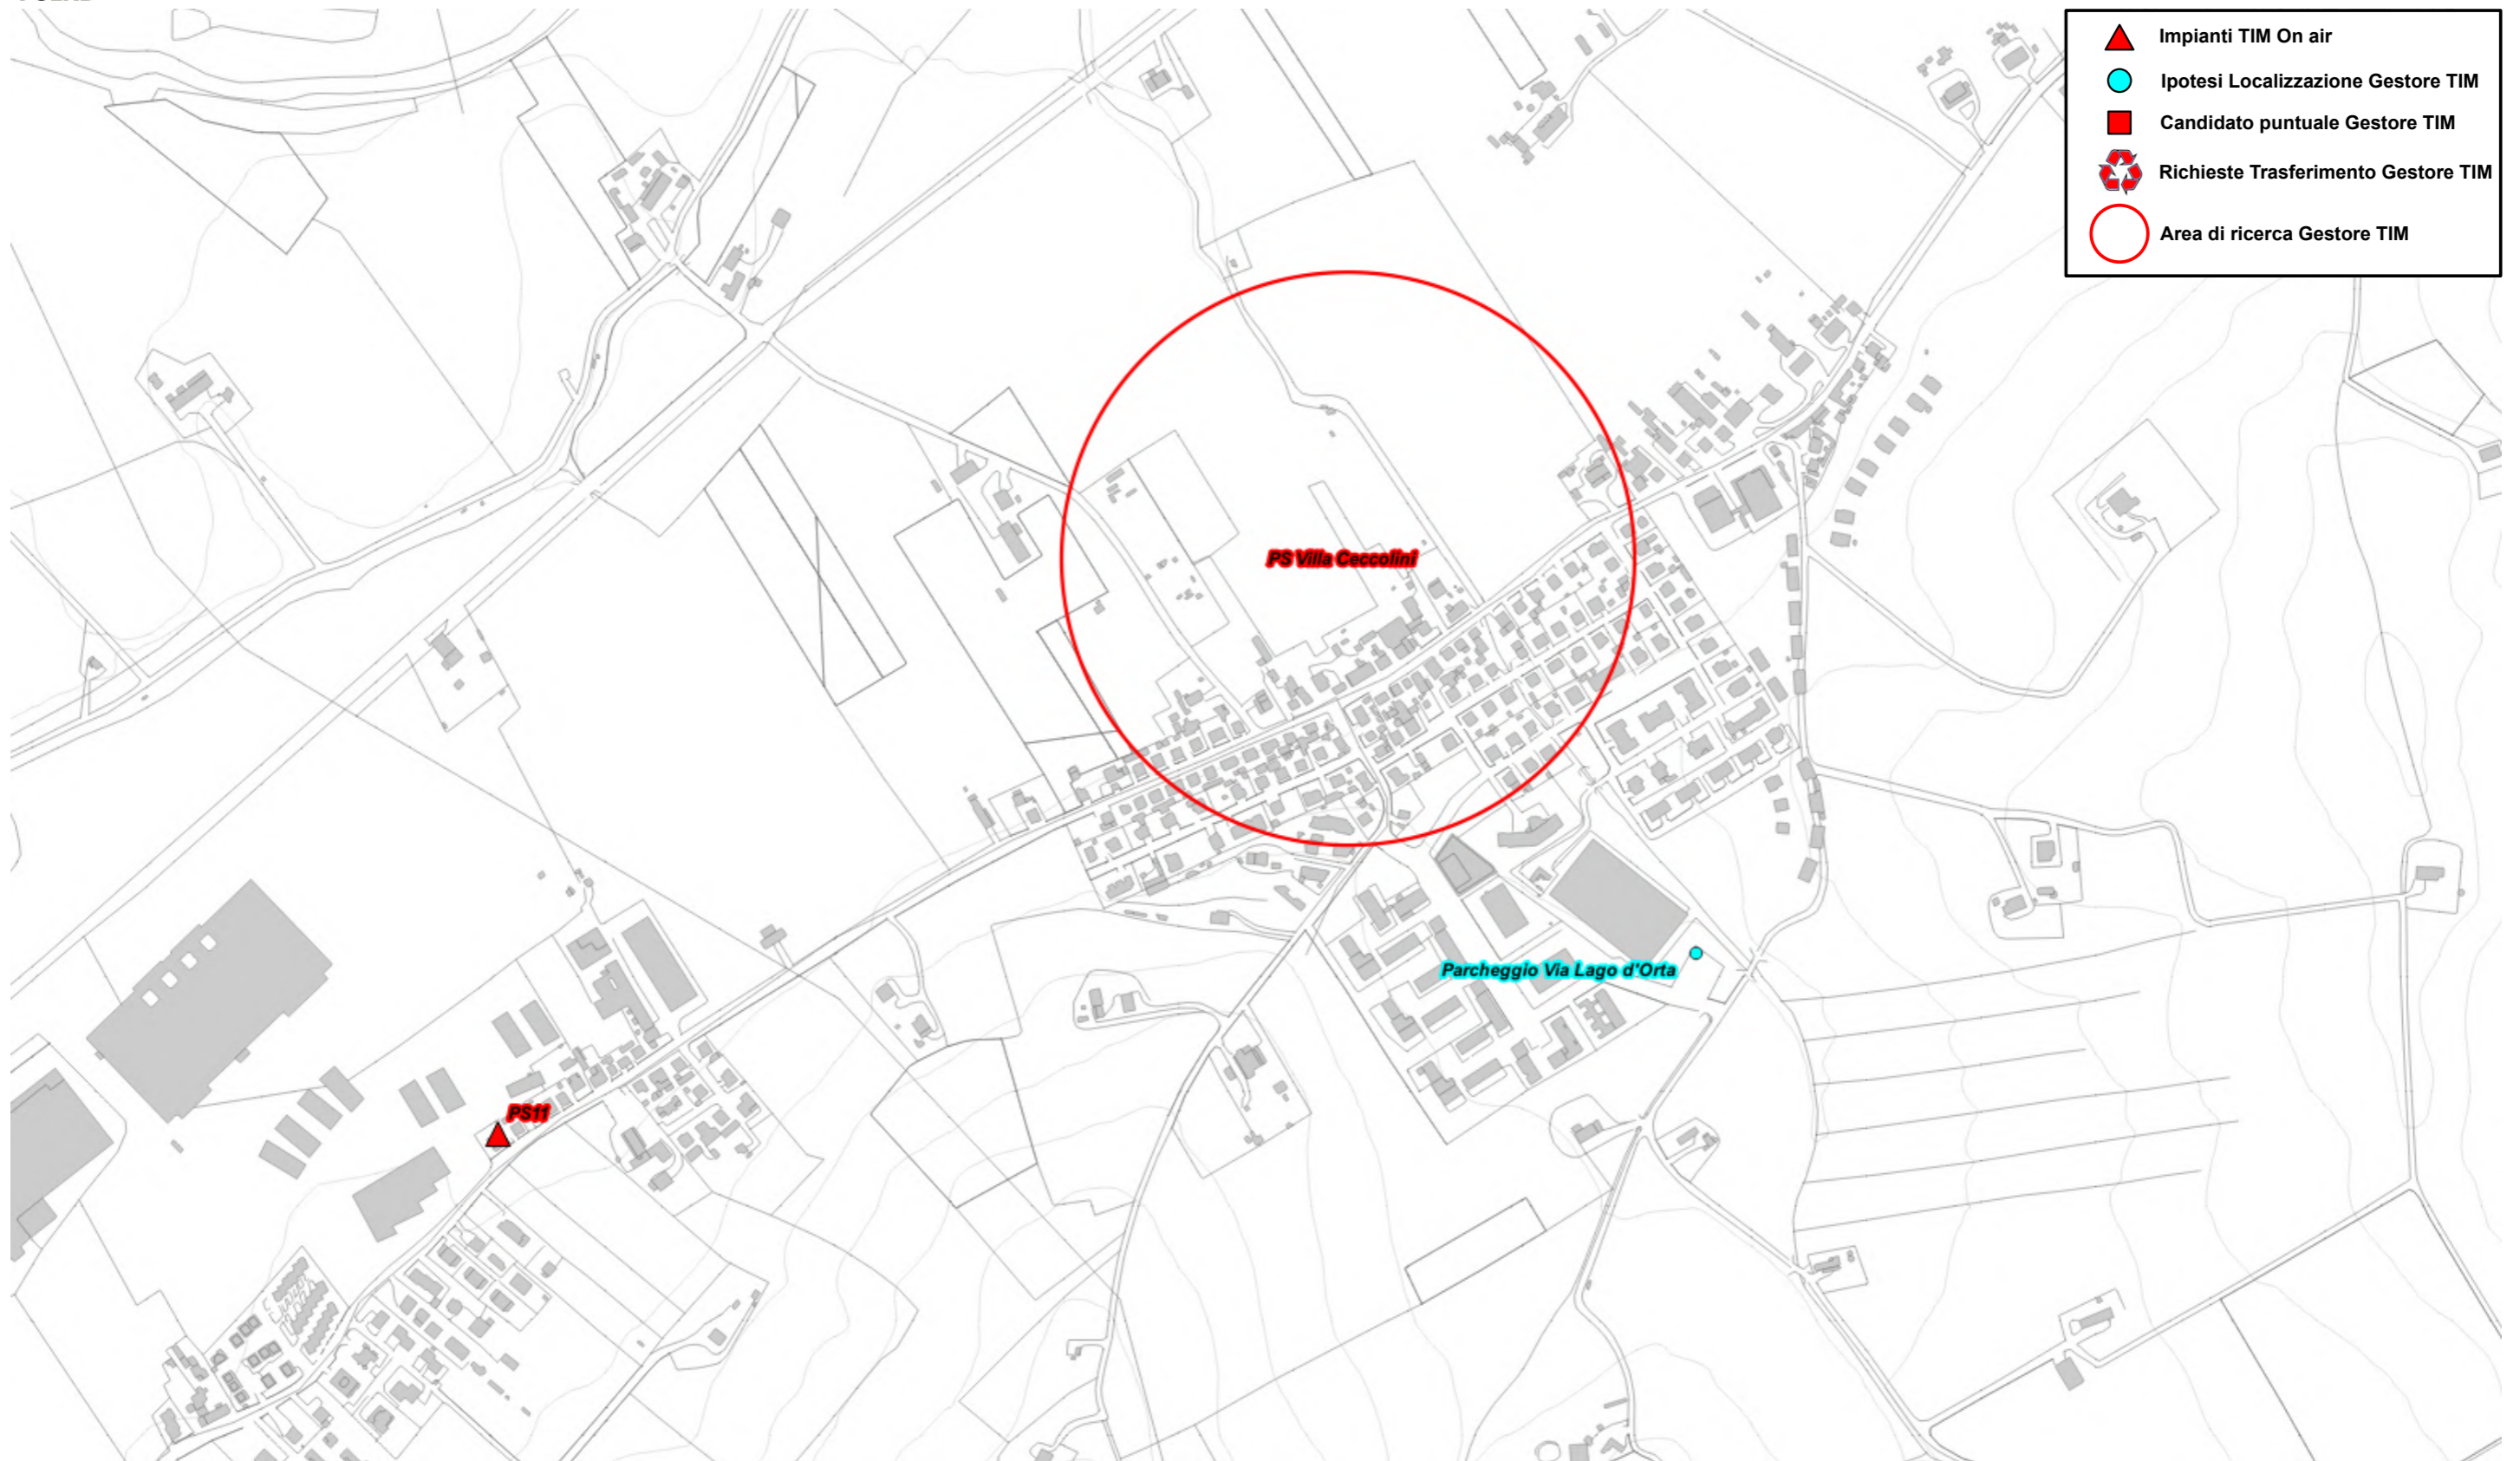 Impianti TIM On air
Ipotesi Localizzazione Gestore TIM
Candidato puntuale Gestore TIM
Richieste Trasferimento Gestore TIM
Area di ricerca Gestore TIM
PS Villa Ceccolini
Parcheggio Via Lago d'Orta
PS11